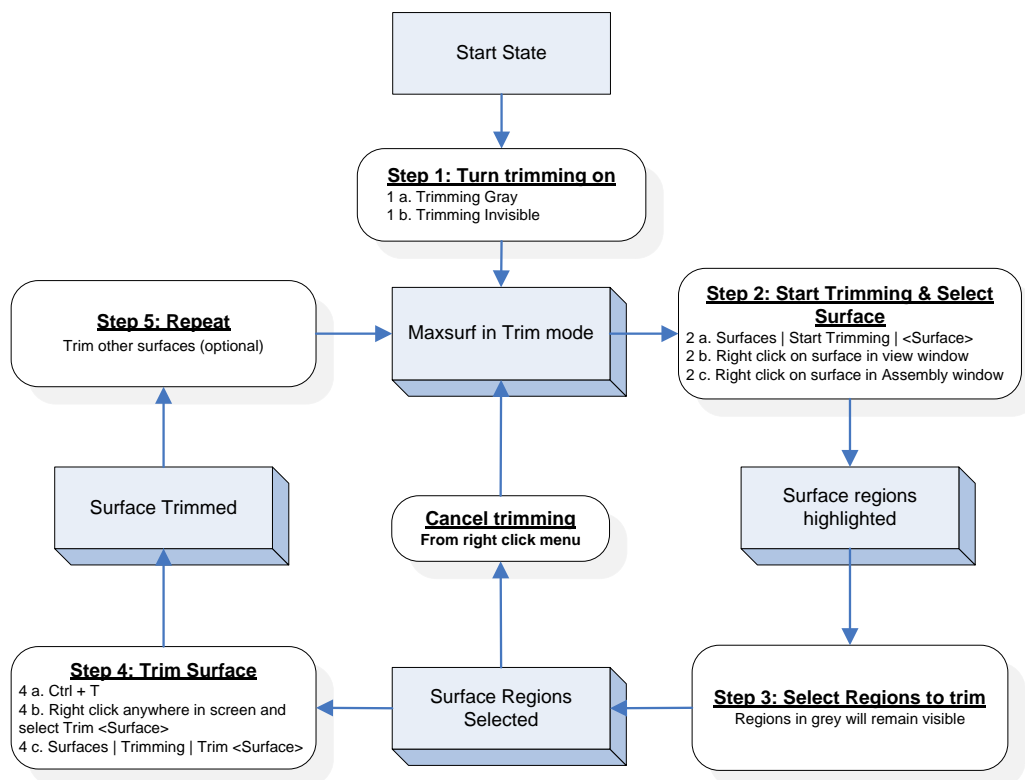 Start State
Step 1: Turn trimming on
1 a. Trimming Gray
1 b. Trimming Invisible
Maxsurf in Trim mode
Step 2: Start Trimming & Select
Surface
2 a. Surfaces | Start Trimming | <Surface>
2 b. Right click on surface in view window
2 c. Right click on surface in Assembly window
Surface regions
highlighted
Step 3: Select Regions to trim
Regions in grey will remain visible
Surface Regions
Selected
Cancel trimming
From right click menu
Step 4: Trim Surface
4 a. Ctrl + T
4 b. Right click anywhere in screen and
select Trim <Surface>
4 c. Surfaces | Trimming | Trim <Surface>
Surface Trimmed
Step 5: Repeat
Trim other surfaces (optional)